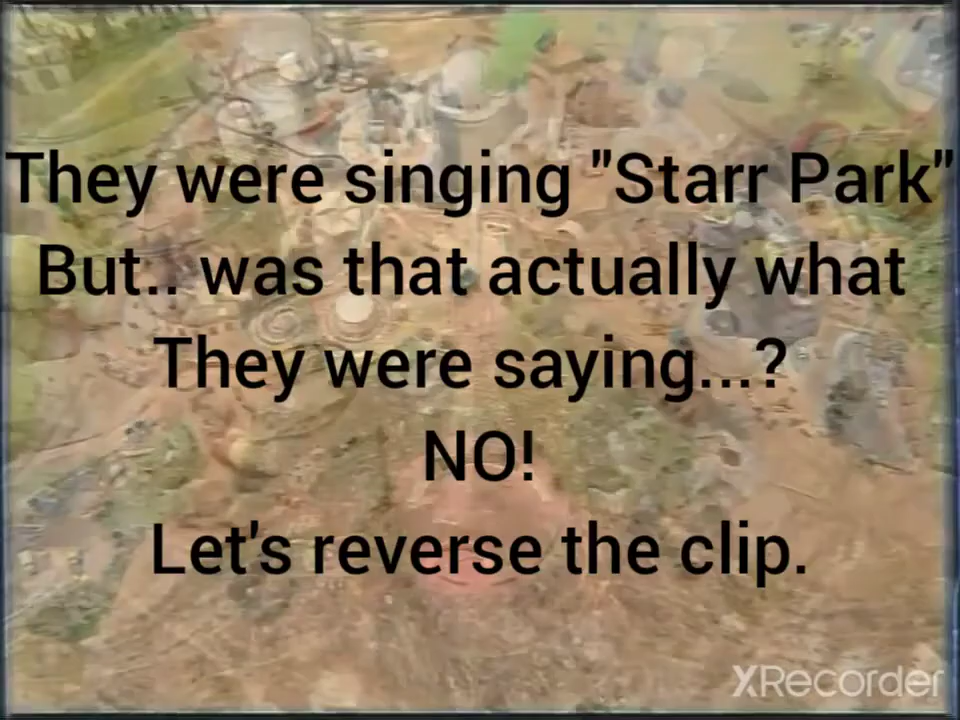 They were singing "Starr Park"
But.. was that actually what
They were saying...?
NO!
Let's reverse the clip.
XRecorder